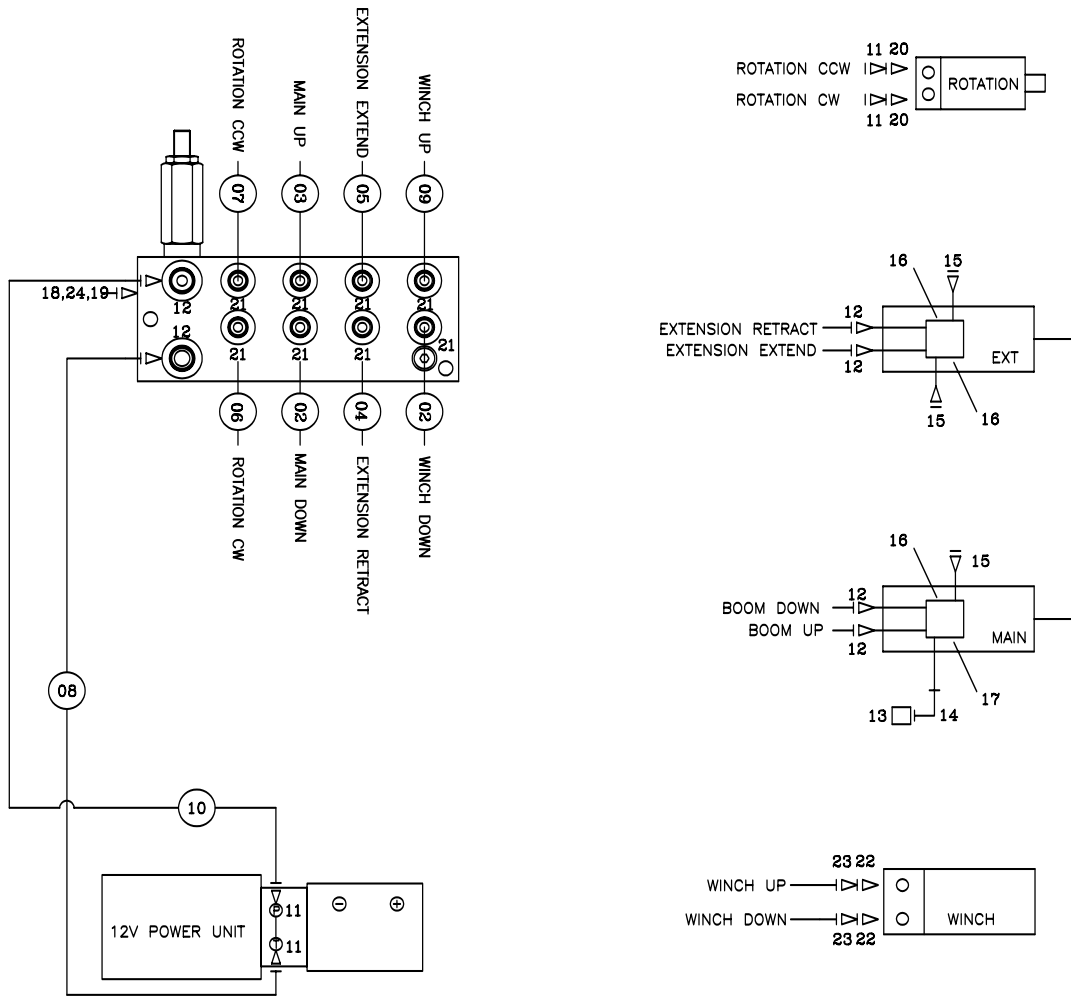 ROTATION CCW
MAIN UP
EXTENSION EXTEND
WINCH UP
07
03
05
09
18,24,19
12
21
21
21
21
12
21
21
21
21
06
02
04
02
ROTATION CW
MAIN DOWN
EXTENSION RETRACT
WINCH DOWN
08
10
12V POWER UNIT
P 11
T 11
11 20
ROTATION CCW
ROTATION CW
11 20
ROTATION
16
15
12
EXTENSION RETRACT
EXTENSION EXTEND
12
EXT
15
16
16
15
12
BOOM DOWN
BOOM UP
12
MAIN
17
13
14
23 22
WINCH UP
WINCH DOWN
23 22
WINCH